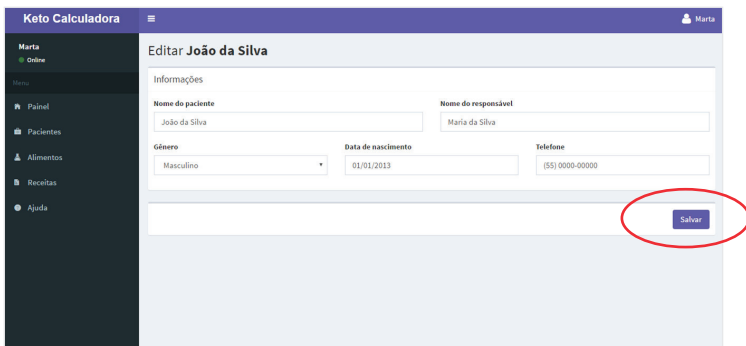 Keto Calculadora
Marta
Marta
Online
Menu
Painel
Pacientes
Alimentos
Receitas
Ajuda
Editar João da Silva
Informações
Nome do paciente Nome do responsável
João da Silva Maria da Silva
Gênero Data de nascimento Telefone
Masculino 01/01/2013 (55) 0000-00000
Salvar